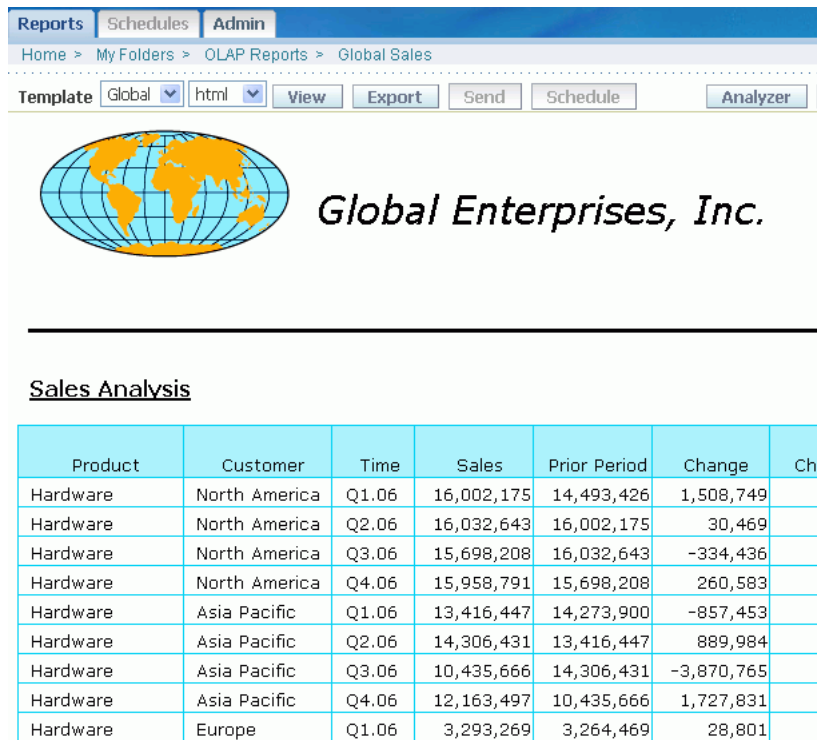 Reports Schedules Admin
Home > My Folders > OLAP Reports > Global Sales
Template Global html View Export Send Schedule Analyzer
Global Enterprises, Inc.
Sales Analysis
Product Customer Time Sales Prior Period Change Ch
Hardware North America Q1.06 16,002,175 14,493,426 1,508,749
Hardware North America Q2.06 16,032,643 16,002,175 30,469
Hardware North America Q3.06 15,698,208 16,032,643 -334,436
Hardware North America Q4.06 15,958,791 15,698,208 260,583
Hardware Asia Pacific Q1.06 13,416,447 14,273,900 -857,453
Hardware Asia Pacific Q2.06 14,306,431 13,416,447 889,984
Hardware Asia Pacific Q3.06 10,435,666 14,306,431 -3,870,765
Hardware Asia Pacific Q4.06 12,163,497 10,435,666 1,727,831
Hardware Europe Q1.06 3,293,269 3,264,469 28,801